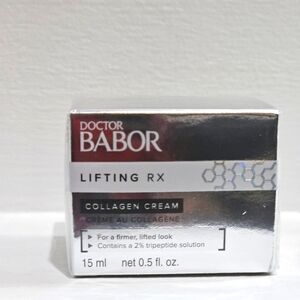 DOCTOR
BABOR
LIFTING RX
COLLAGEN CREAM
CRÈME AU COLLAGÈNE
For a firmer, lifted look
Contains a 2% tripeptide solution
15 ml net 0.5 fl. oz.